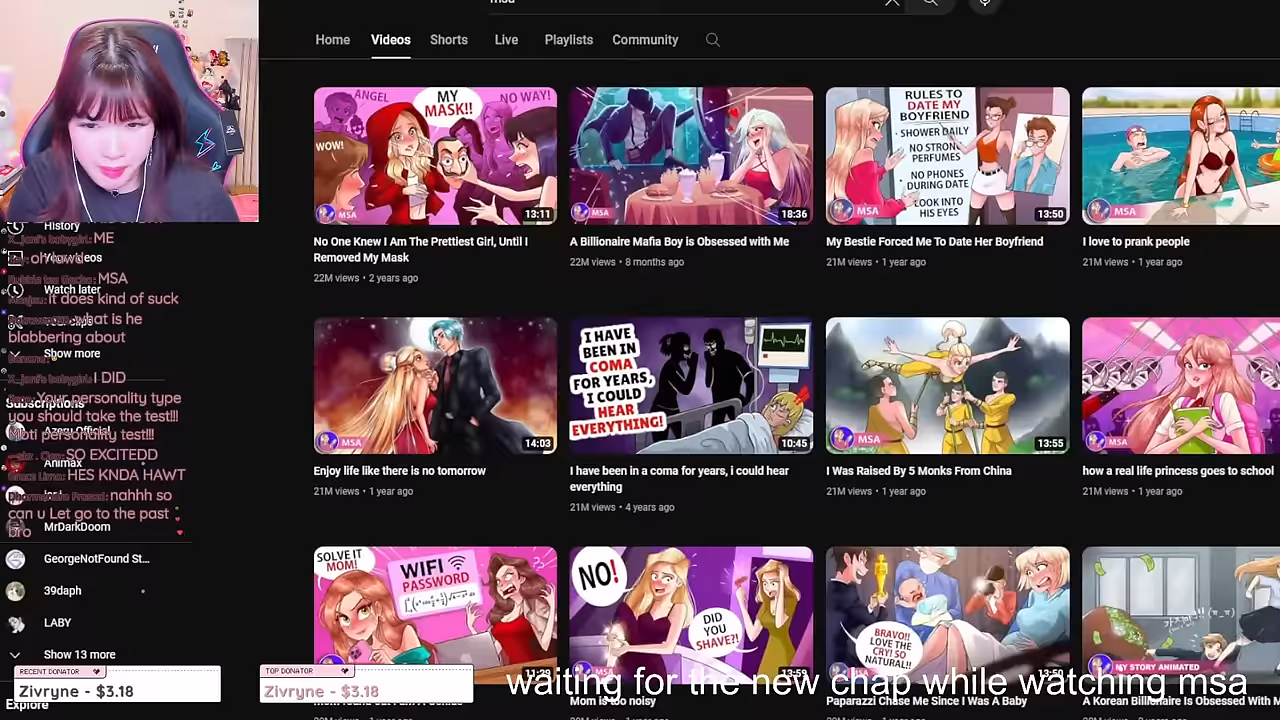 msa
Home Videos Shorts Live Playlists Community
ANGEL
MY
MASK!!
NO WAY!
WOW!
MSA
13:11
No One Knew I Am The Prettiest Girl, Until I
Removed My Mask
22M views • 2 years ago
MSA
18:36
A Billionaire Mafia Boy is Obsessed with Me
22M views • 8 months ago
RULES TO
DATE MY
BOYFRIEND
• SHOWER DAILY
NO STRONG
PERFUMES
NO PHONES
DURING DATE
LOOK INTO
HIS EYES
MSA
13:50
My Bestie Forced Me To Date Her Boyfriend
21M views • 1 year ago
MSA
I love to prank people
21M views • 1 year ago
History
ME
Your videos
MSA
Watch later
it does kind of suck
Your clips
what is he
blabbering about
Show more
I DID
Your personality type
Subscriptions
you should take the test!!!
Mbti personality test!!!
SO EXCITEDD
Animax
HES KNDA HAWT
nahhh so
can u Let go to the past
bro
MrDarkDoom
GeorgeNotFound St...
39daph
LABY
Show 13 more
Explore
MSA
14:03
Enjoy life like there is no tomorrow
21M views • 1 year ago
I HAVE
BEEN IN
COMA
FOR YEARS,
I COULD
HEAR
EVERYTHING!
10:45
I have been in a coma for years, i could hear
everything
21M views • 4 years ago
MSA
13:55
I Was Raised By 5 Monks From China
21M views • 1 year ago
MSA
how a real life princess goes to school
21M views • 1 year ago
SOLVE IT
MOM!
WIFI
PASSWORD
NO!
DID
YOU
SHAVE?!
Mom is too noisy
BRAVO!!
LOVE THE
CRY! SO
NATURAL!!
Paparazzi Chase Me Since I Was A Baby
MY STORY ANIMATED
A Korean Billionaire Is Obsessed With M
RECENT DONATOR
Zivryne - $3.18
TOP DONATOR
Zivryne - $3.18
waiting for the new chap while watching msa